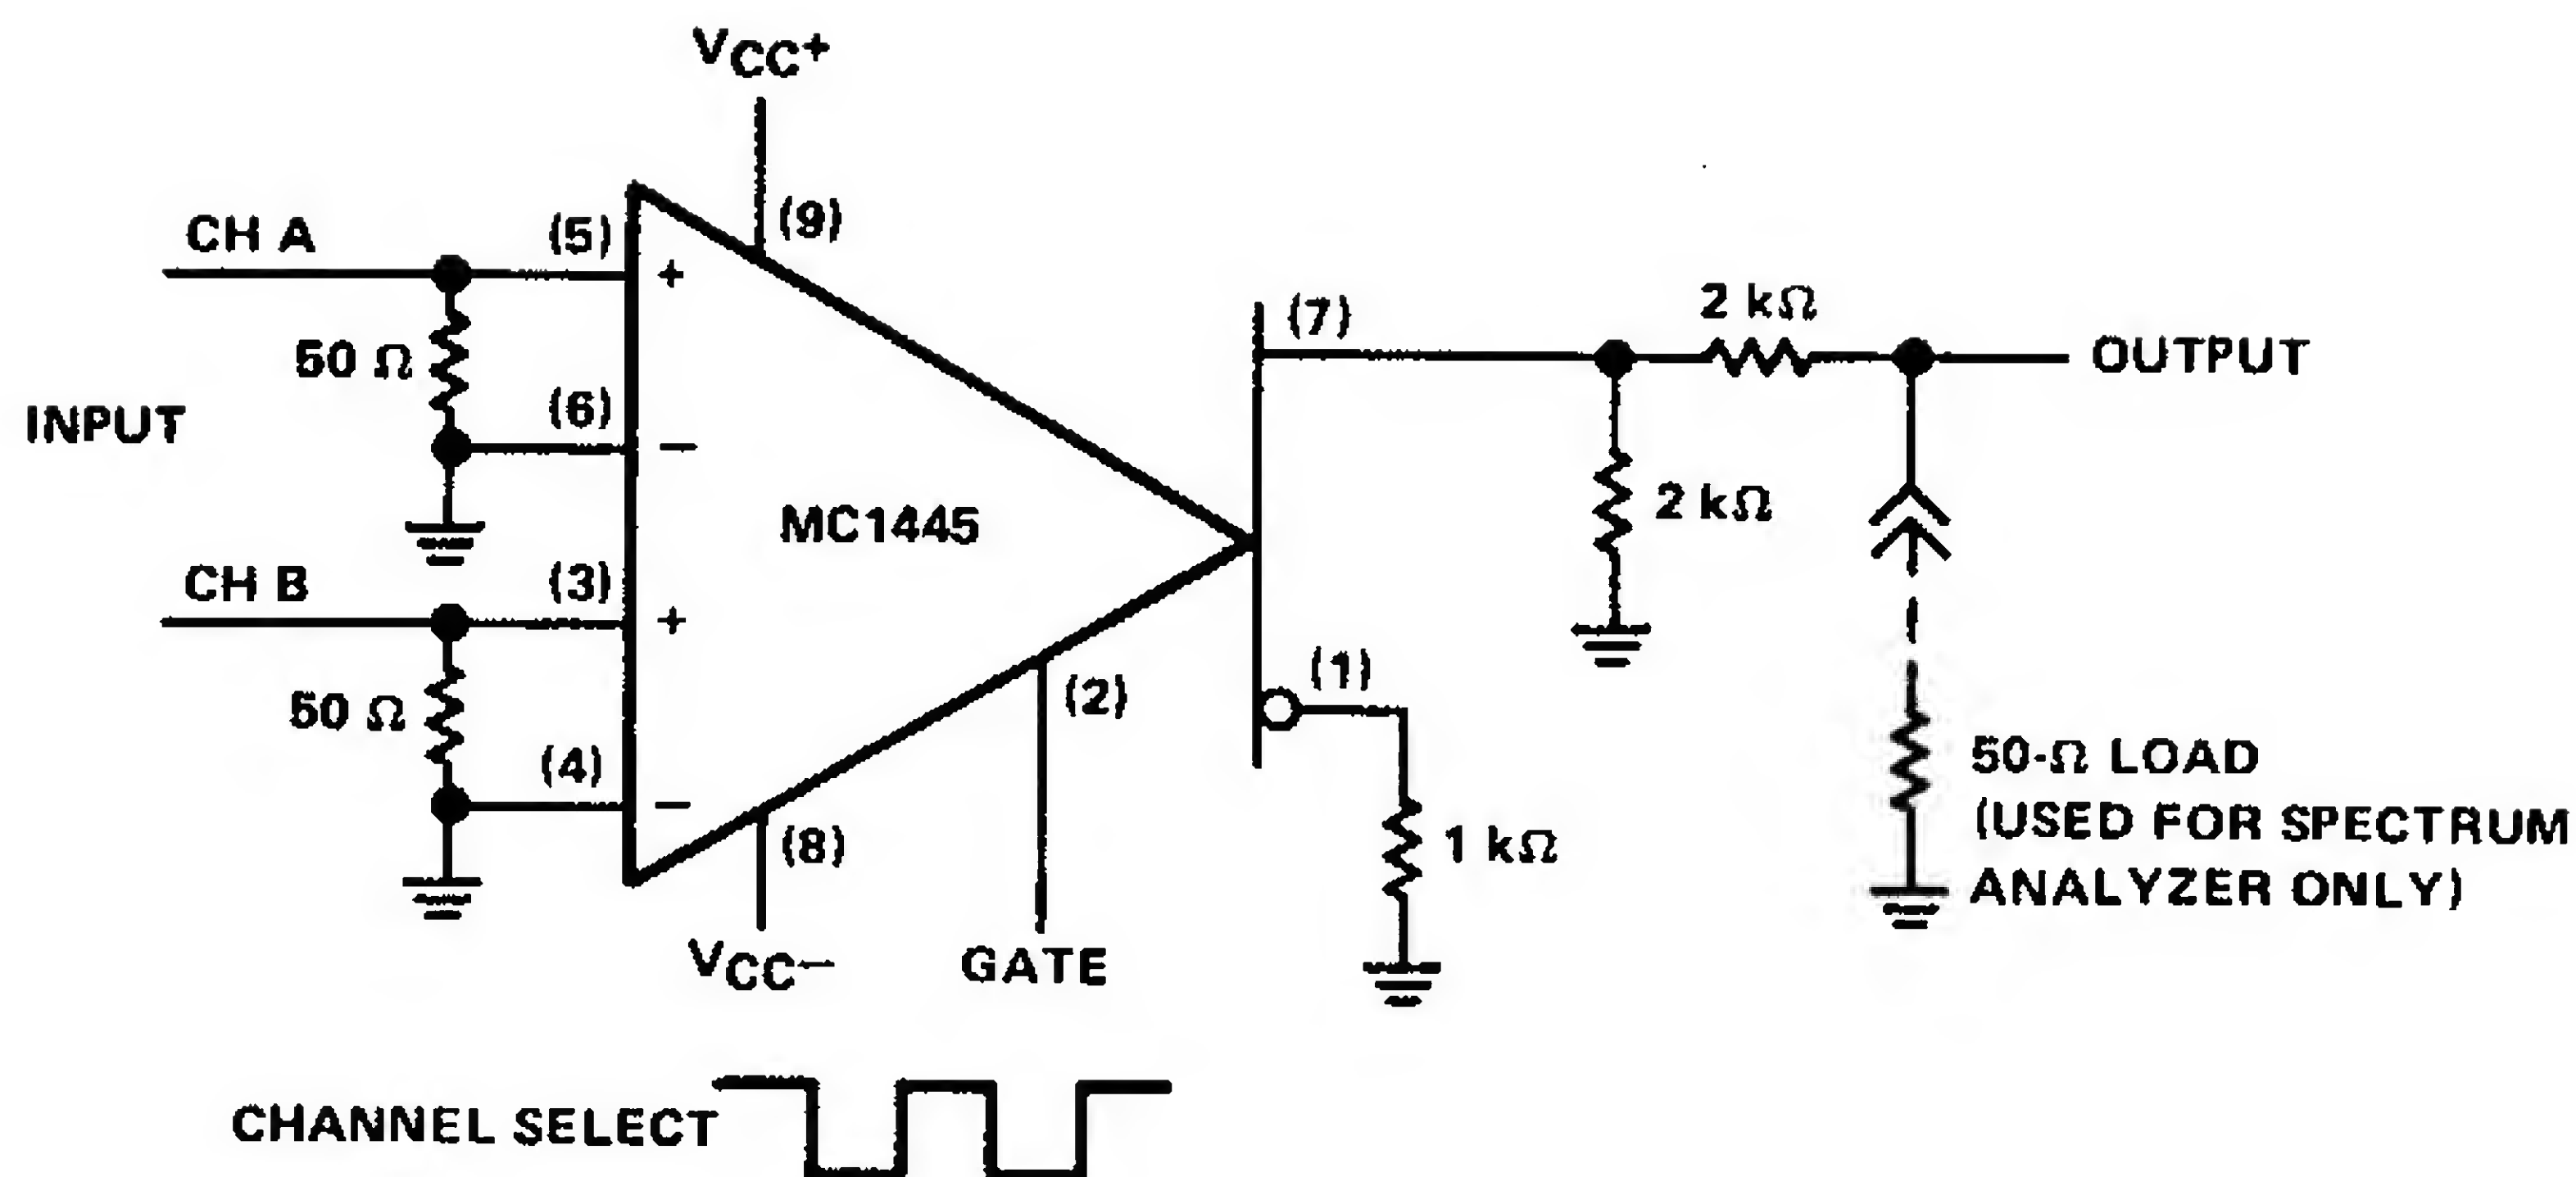 VCC+
(9)
CH A
(5)
+
50 Ω
(6)
−
INPUT
MC1445
CH B
(3)
+
50 Ω
(4)
−
(8)
VCC−
(2)
GATE
(7)
2 kΩ
OUTPUT
2 kΩ
(1)
1 kΩ
50-Ω LOAD
(USED FOR SPECTRUM
ANALYZER ONLY)
CHANNEL SELECT